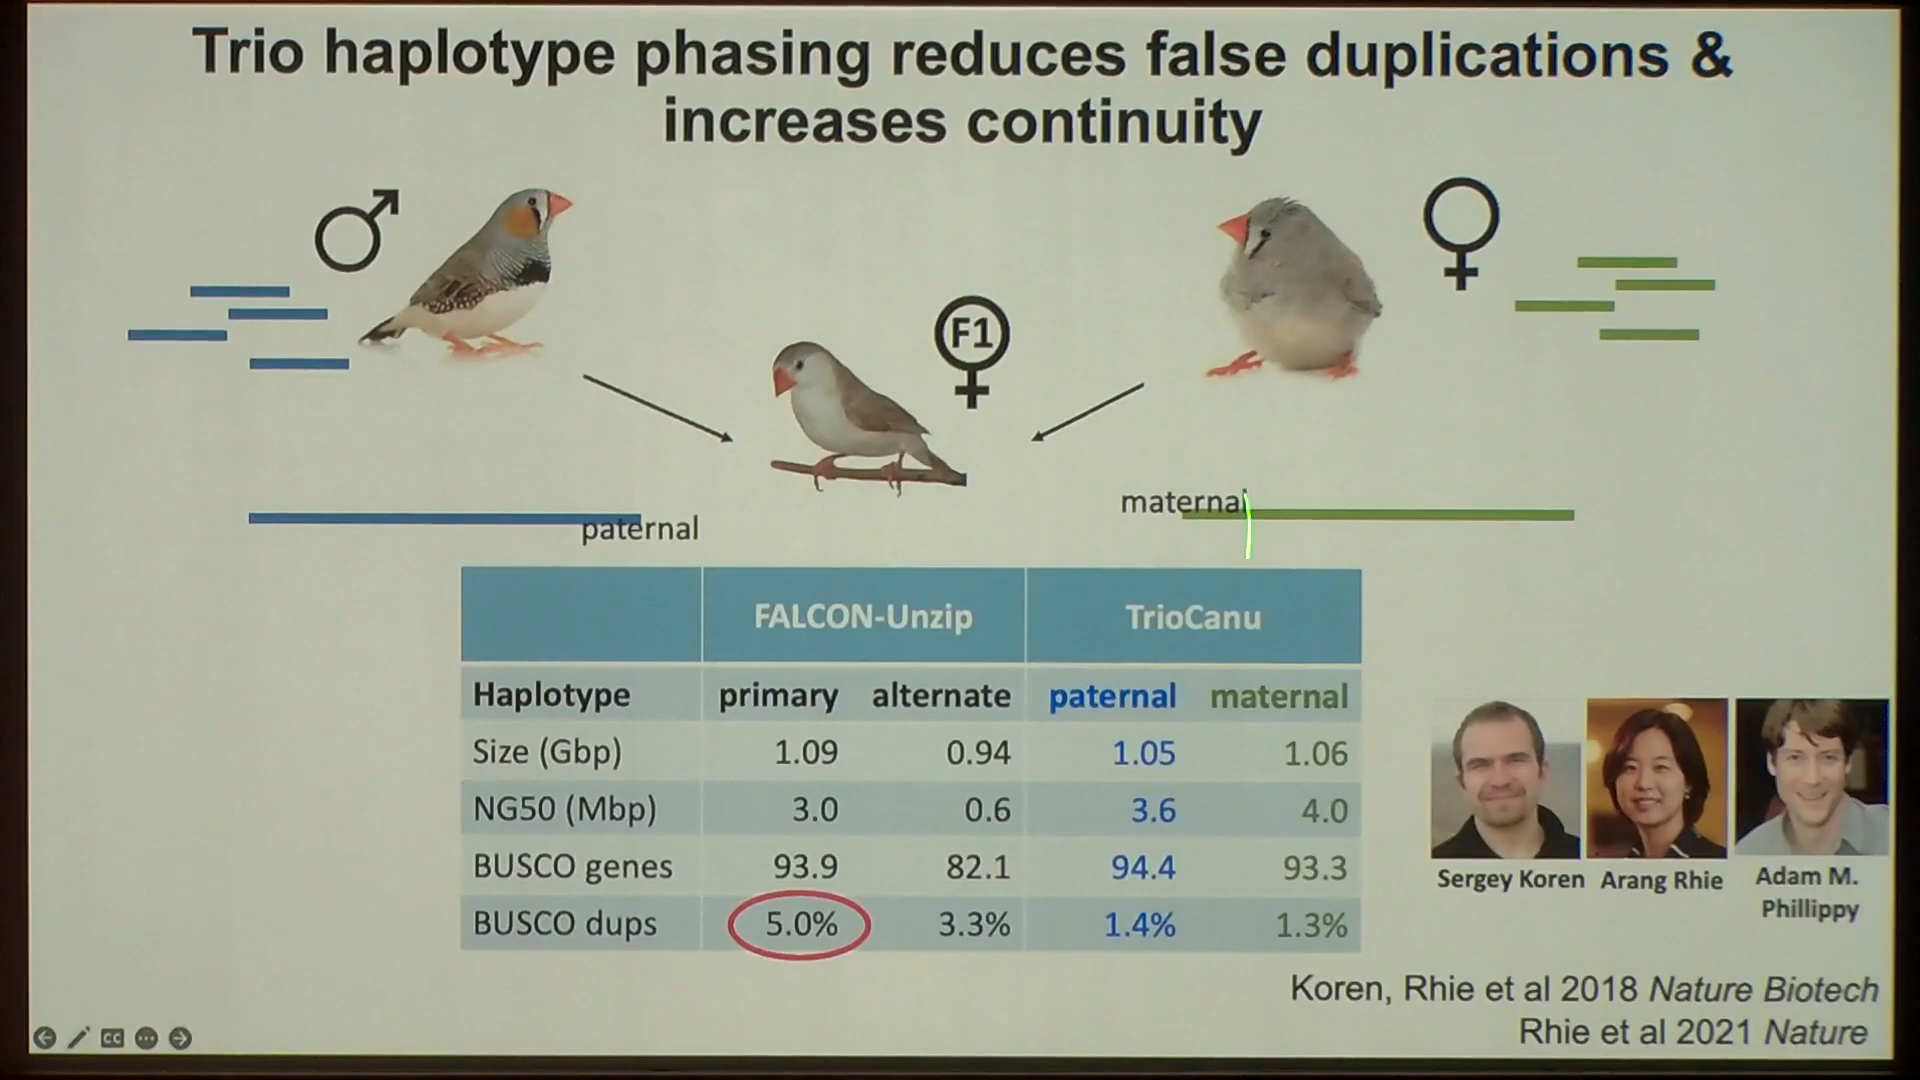 Trio haplotype phasing reduces false duplications &
increases continuity
F1
paternal
maternal
FALCON-Unzip TrioCanu
Haplotype primary alternate paternal maternal
Size (Gbp) 1.09 0.94 1.05 1.06
NG50 (Mbp) 3.0 0.6 3.6 4.0
BUSCO genes 93.9 82.1 94.4 93.3
BUSCO dups 5.0% 3.3% 1.4% 1.3%
Sergey Koren Arang Rhie Adam M.
Phillippy
Koren, Rhie et al 2018 Nature Biotech
Rhie et al 2021 Nature
CC